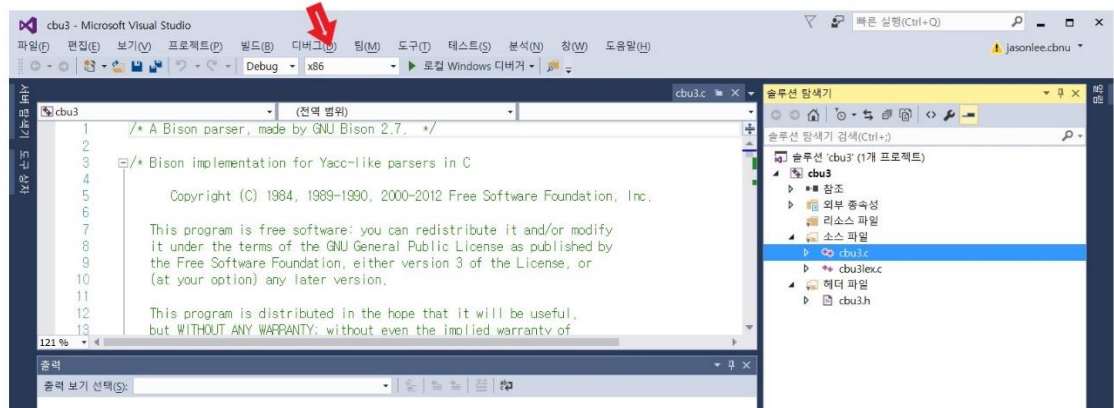 cbu3 - Microsoft Visual Studio
빠른 실행(Ctrl+Q)
파일(F) 편집(E) 보기(V) 프로젝트(P) 빌드(B) 디버그(D) 팀(M) 도구(T) 테스트(S) 분석(N) 창(W) 도움말(H)
jasonlee.cbnu
Debug x86 로컬 Windows 디버거
서버 탐색기
도구 상자
cbu3.c
cbu3 (전역 범위)
1 /* A Bison parser, made by GNU Bison 2.7. */
2
3 /* Bison implementation for Yacc-like parsers in C
4
5 Copyright (C) 1984, 1989-1990, 2000-2012 Free Software Foundation, Inc.
6
7 This program is free software: you can redistribute it and/or modify
8 it under the terms of the GNU General Public License as published by
9 the Free Software Foundation, either version 3 of the License, or
10 (at your option) any later version.
11
12 This program is distributed in the hope that it will be useful,
13 but WITHOUT ANY WARRANTY; without even the implied warranty of
121 %
출력
출력 보기 선택(S):
솔루션 탐색기
솔루션 탐색기 검색(Ctrl+;)
솔루션 'cbu3' (1개 프로젝트)
cbu3
참조
외부 종속성
리소스 파일
소스 파일
cbu3.c
cbu3lex.c
헤더 파일
cbu3.h
알림